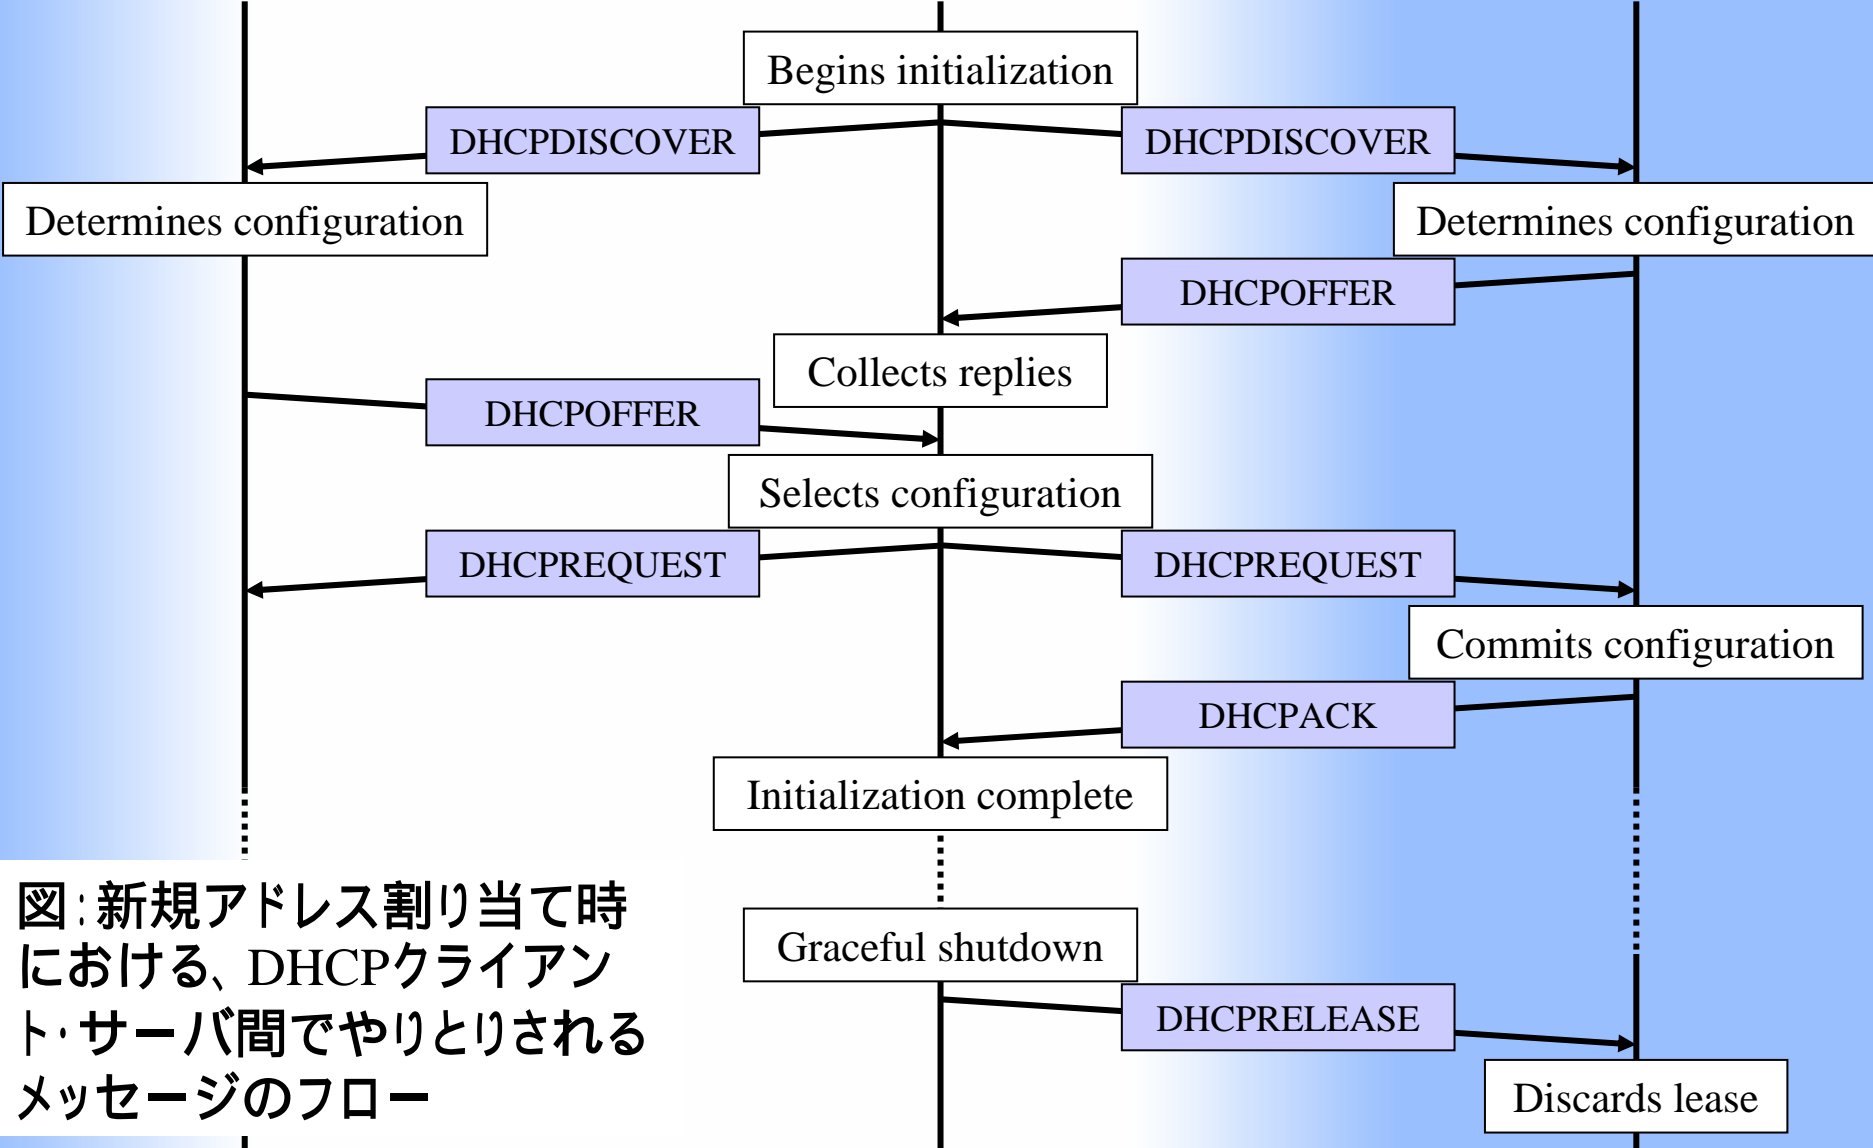 Begins initialization
DHCPDISCOVER
DHCPDISCOVER
Determines configuration
Determines configuration
DHCPOFFER
Collects replies
DHCPOFFER
Selects configuration
DHCPREQUEST
DHCPREQUEST
Commits configuration
DHCPACK
Initialization complete
図:新規アドレス割り当て時
における、DHCPクライアン
ト・サーバ間でやりとりされる
メッセージのフロー
Graceful shutdown
DHCPRELEASE
Discards lease